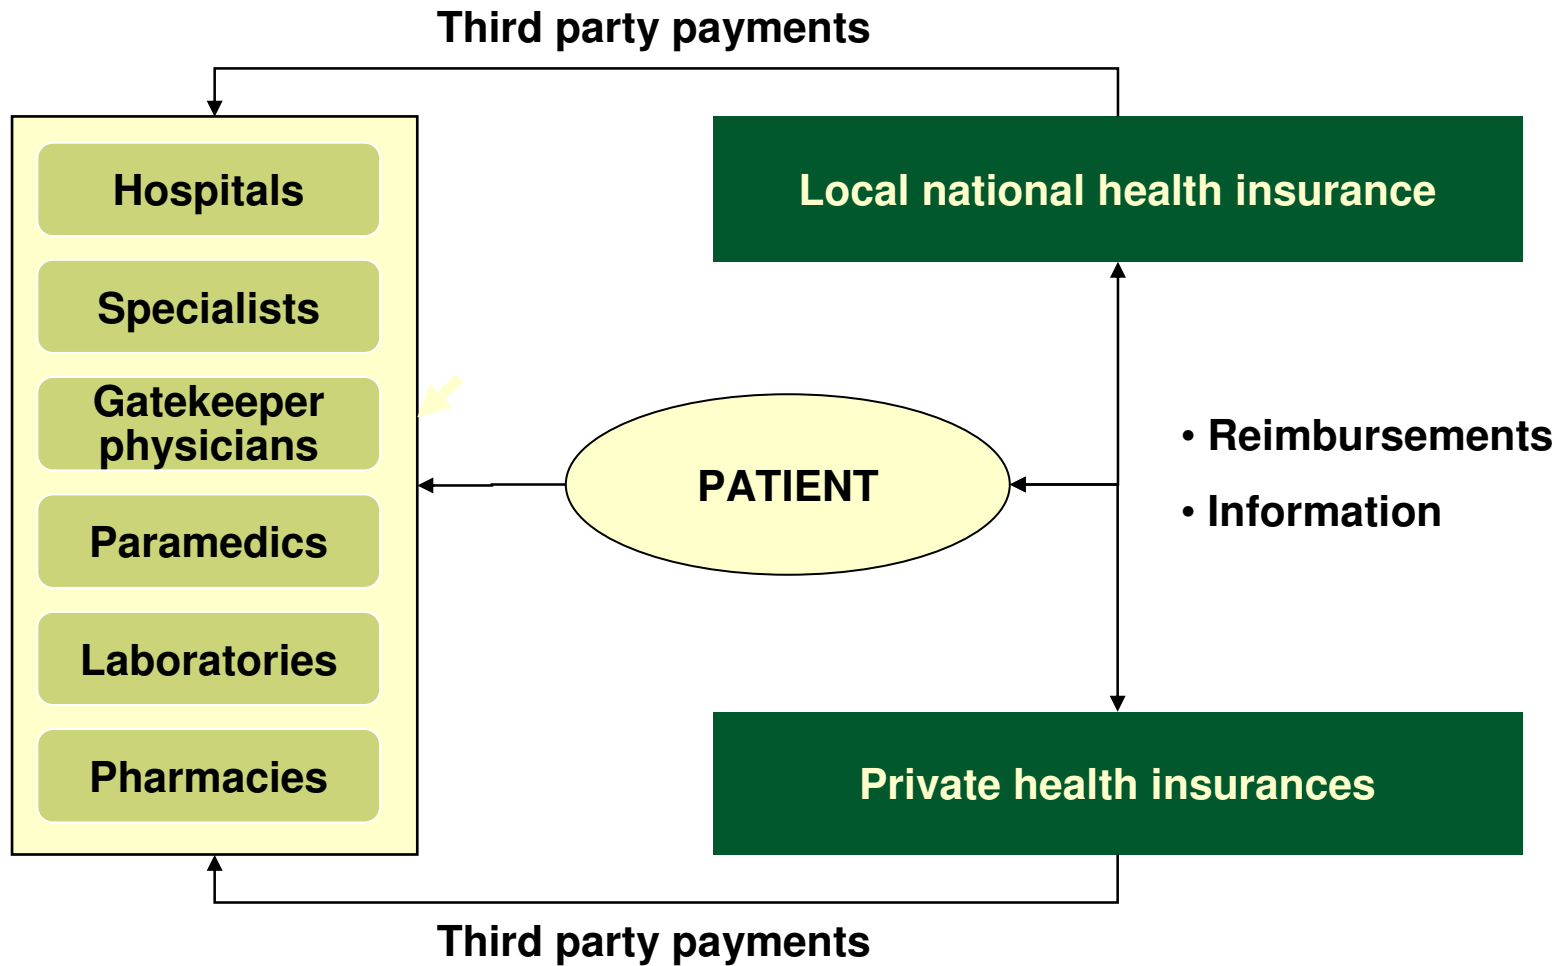 Third party payments
Hospitals
Specialists
Gatekeeper
physicians
Paramedics
Laboratories
Pharmacies
Local national health insurance
PATIENT
• Reimbursements
• Information
Private health insurances
Third party payments